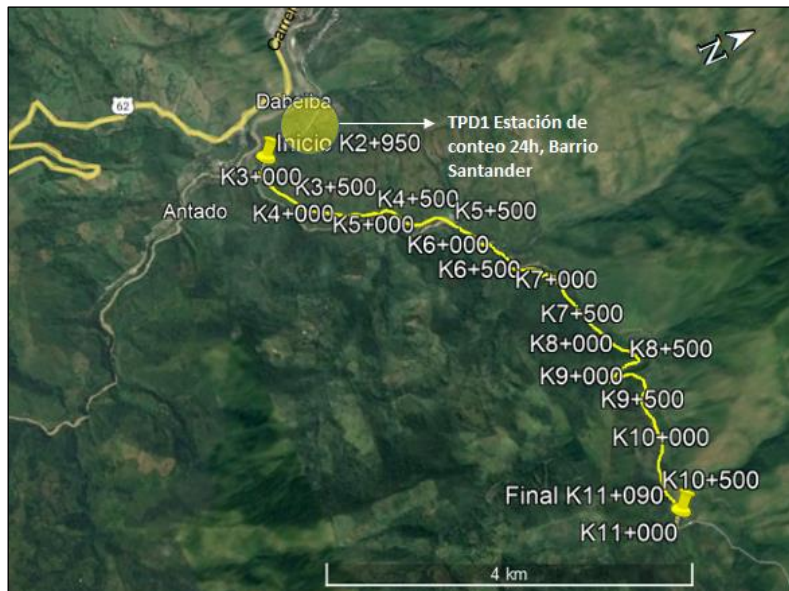 Carre
N
62
Dabeiba
TPD1 Estación de
conteo 24h, Barrio
Santander
Inicio K2+950
K3+000
K3+500
K4+500
Antado
K4+000
K5+000
K5+500
K6+000
K6+500
K7+000
K7+500
K8+000
K8+500
K9+000
K9+500
K10+000
K10+500
Final K11+090
K11+000
4 km